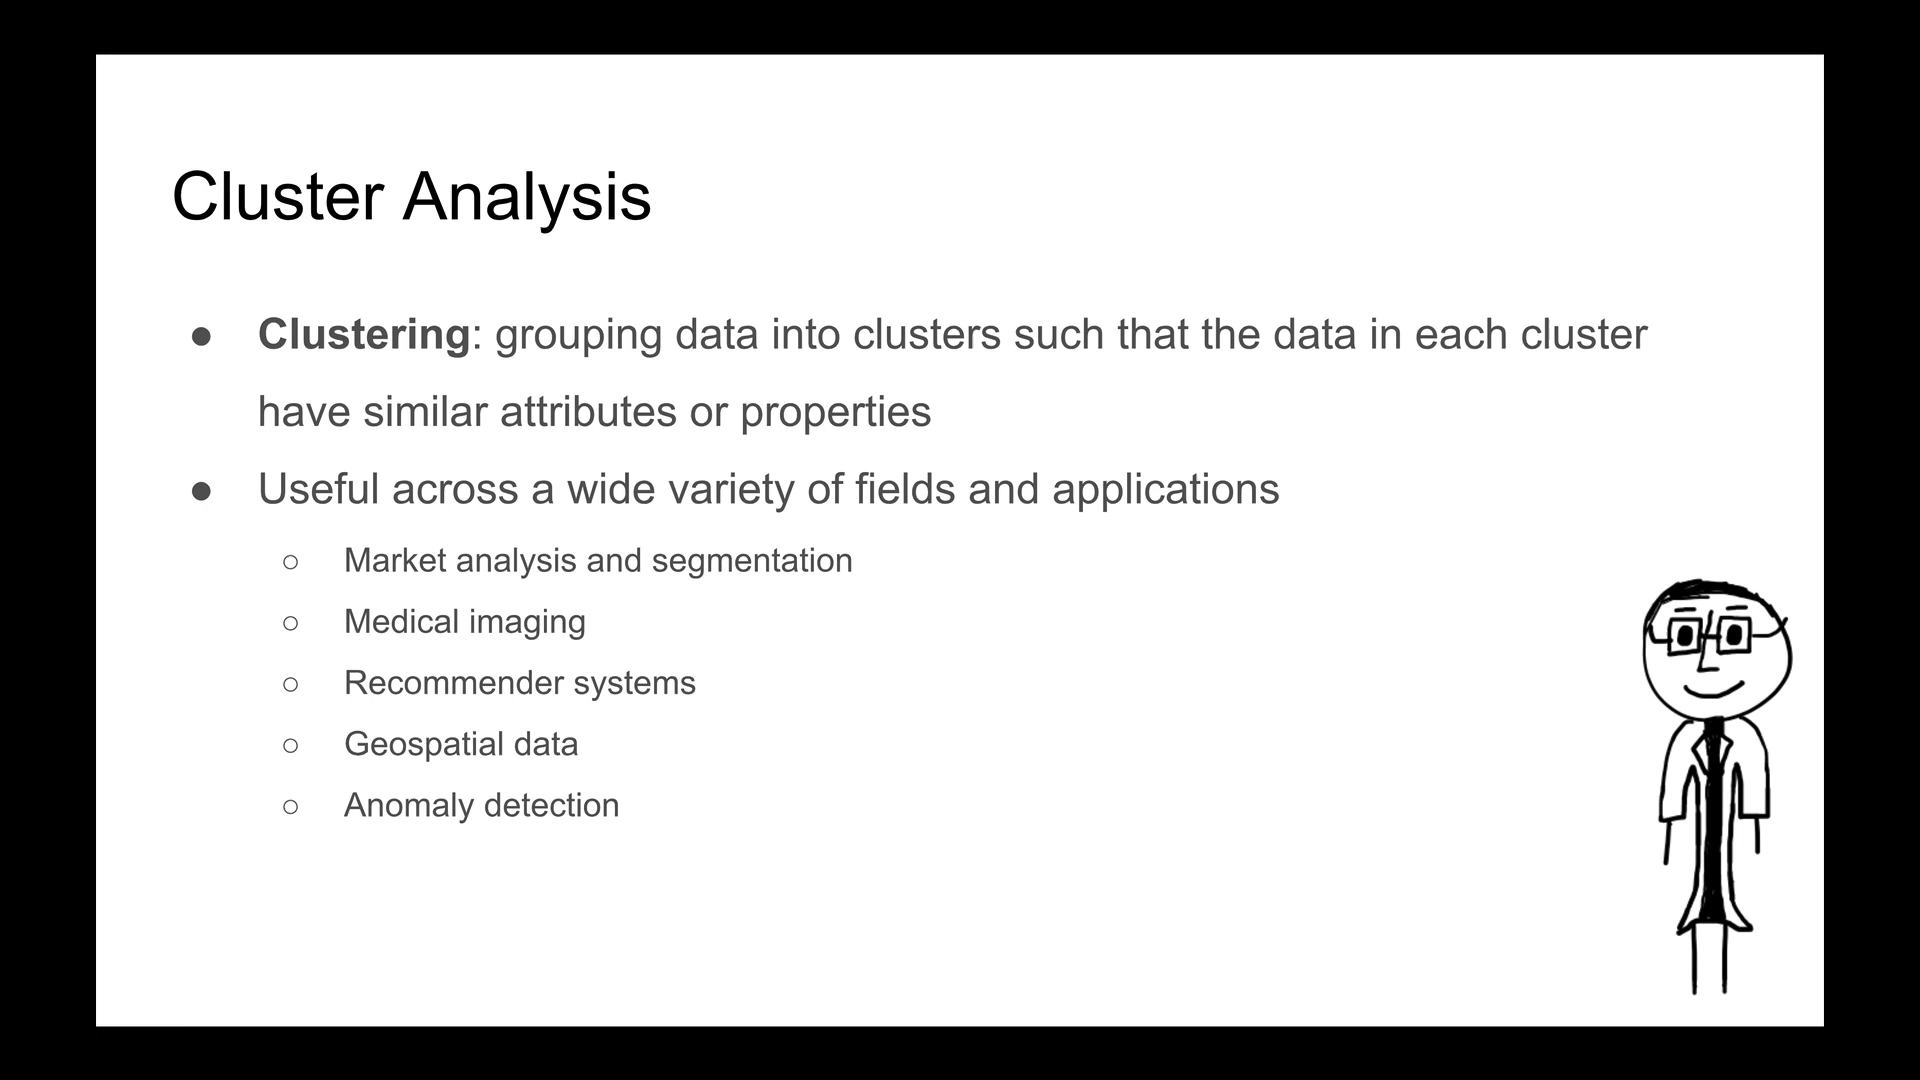 Cluster Analysis
● Clustering: grouping data into clusters such that the data in each cluster
have similar attributes or properties
● Useful across a wide variety of fields and applications
○ Market analysis and segmentation
○ Medical imaging
○ Recommender systems
○ Geospatial data
○ Anomaly detection